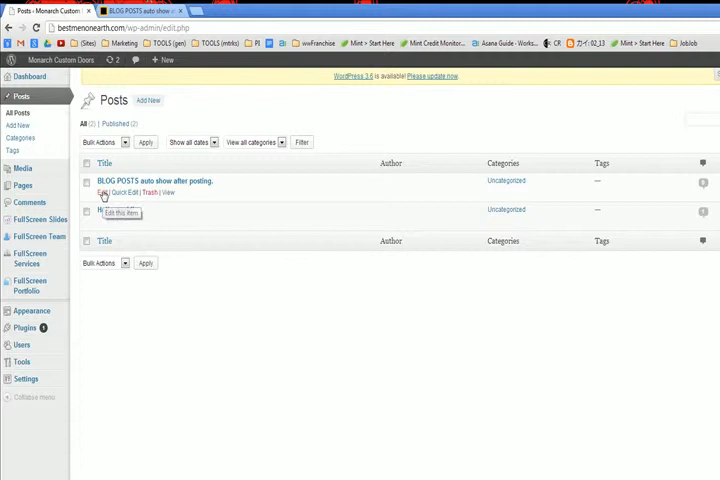 Posts - Monarch Custom
BLOG POSTS auto show
bestmenonearth.com/wp-admin/edit.php
(Sites) Marketing TOOLS (gen) TOOLS (mtrks) PI wwFranchise Mint > Start Here Mint Credit Monitor... Asana Guide - Works... CR 力イ: 02_13 Mint > Start Here JobJob
Monarch Custom Doors 2 + New
WordPress 3.6 is available! Please update now.
Dashboard
Posts
All Posts
Add New
Categories
Tags
Media
Pages
Comments
FullScreen Slides
FullScreen Team
FullScreen
Services
FullScreen
Portfolio
Appearance
Plugins 1
Users
Tools
Settings
Collapse menu
Posts Add New
All (2) | Published (2)
Bulk Actions Apply Show all dates View all categories Filter
Title Author Categories Tags
BLOG POSTS auto show after posting. Uncategorized —
Edit | Quick Edit | Trash | View
Uncategorized —
Edit this item
Title Author Categories Tags
Bulk Actions Apply